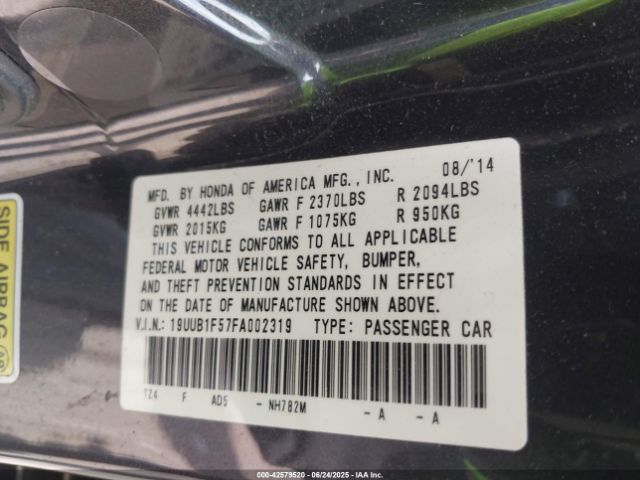 MFD. BY HONDA OF AMERICA MFG., INC. 08/'14
GVWR 4442LBS GAWR F 2370LBS R 2094LBS
GVWR 2015KG GAWR F 1075KG R 950KG
THIS VEHICLE CONFORMS TO ALL APPLICABLE
FEDERAL MOTOR VEHICLE SAFETY, BUMPER,
AND THEFT PREVENTION STANDARDS IN EFFECT
ON THE DATE OF MANUFACTURE SHOWN ABOVE.
V.I.N.: 19UUB1F57FA002319 TYPE: PASSENGER CAR
TZ4 F AD5 - NH782M - A - A
SIDE AIRBAG
000-42579520 | 06/24/2025 | IAA Inc.